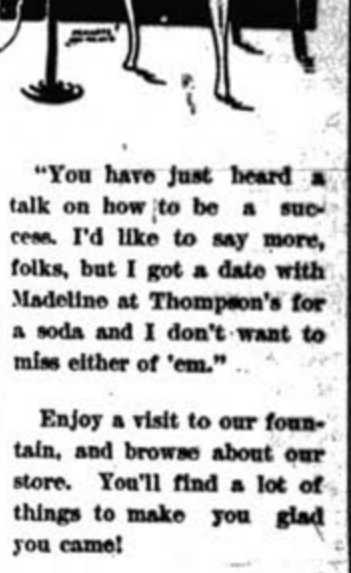 "You have just heard a
talk on how to be a suc-
cess. I'd like to say more,
folks, but I got a date with
Madeline at Thompson's for
a soda and I don't want to
miss either of 'em."
Enjoy a visit to our foun-
tain, and browse about our
store. You'll find a lot of
things to make you glad
you came!